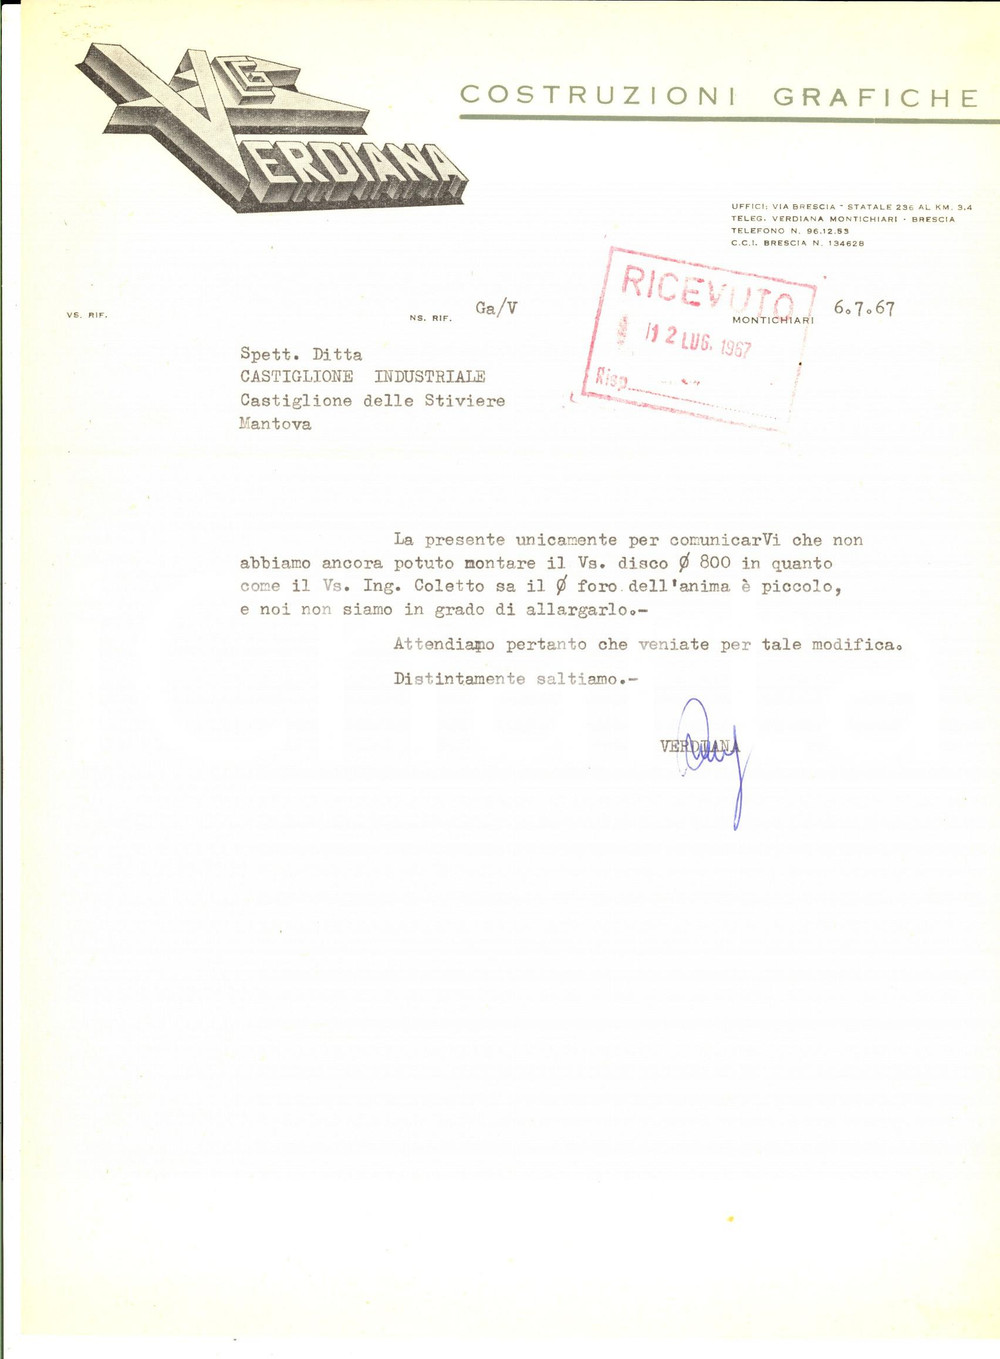 VG
VERDIANA
COSTRUZIONI GRAFICHE
UFFICI: VIA BRESCIA - STATALE 236 AL KM. 3.4
TELEG. VERDIANA MONTICHIARI - BRESCIA
TELEFONO N. 96.12.53
C.C.I. BRESCIA N. 134628
RICEVUTO
12 LUG. 1967
Risp.
VS. RIF.
NS. RIF. Ga/V
MONTICHIARI 6.7.67
Spett. Ditta
CASTIGLIONE INDUSTRIALE
Castiglione delle Stiviere
Mantova
La presente unicamente per comunicarVi che non
abbiamo ancora potuto montare il Vs. disco Ø 800 in quanto
come il Vs. Ing. Coletto sa il Ø foro dell'anima è piccolo,
e noi non siamo in grado di allargarlo.-
Attendiamo pertanto che veniate per tale modifica.
Distintamente saltiamo.-
VERDIANA